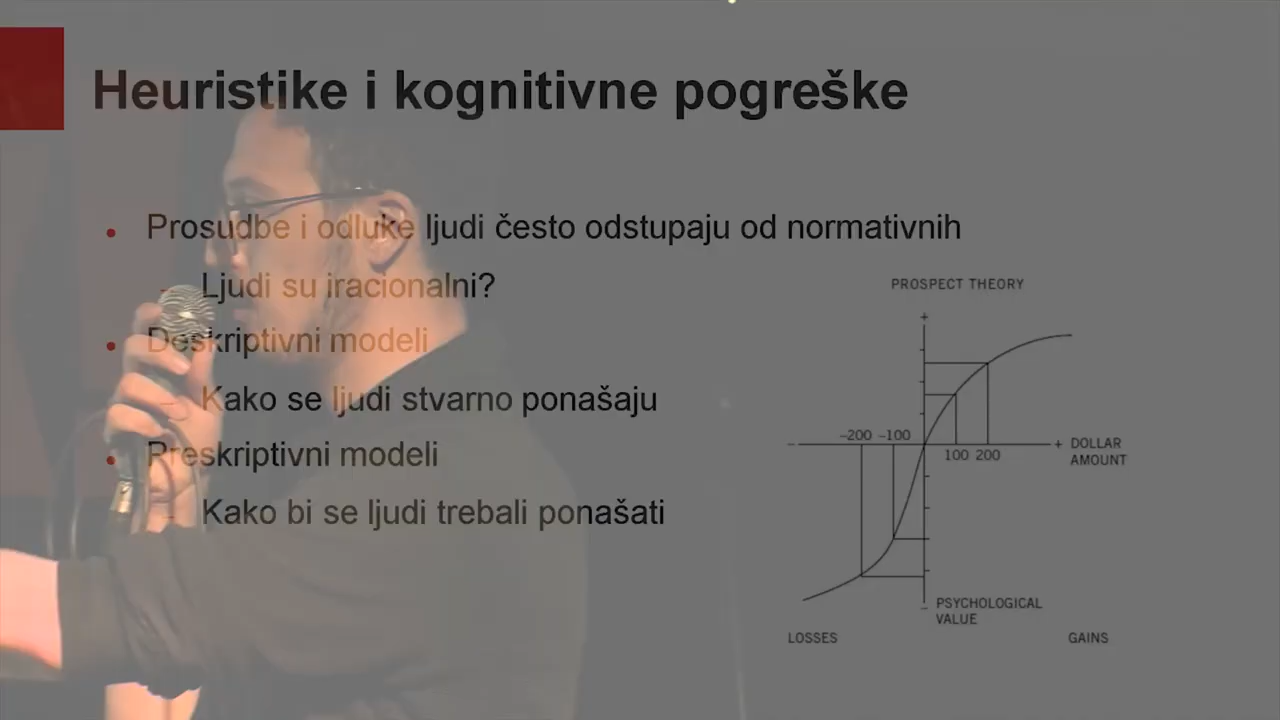 Heuristike i kognitivne pogreške
Prosudbe i odluke ljudi često odstupaju od normativnih
Ljudi su iracionalni?
Deskriptivni modeli
Kako se ljudi stvarno ponašaju
Preskriptivni modeli
Kako bi se ljudi trebali ponašati
PROSPECT THEORY
+
–200 –100
– + DOLLAR
100 200 AMOUNT
– PSYCHOLOGICAL
VALUE
LOSSES GAINS